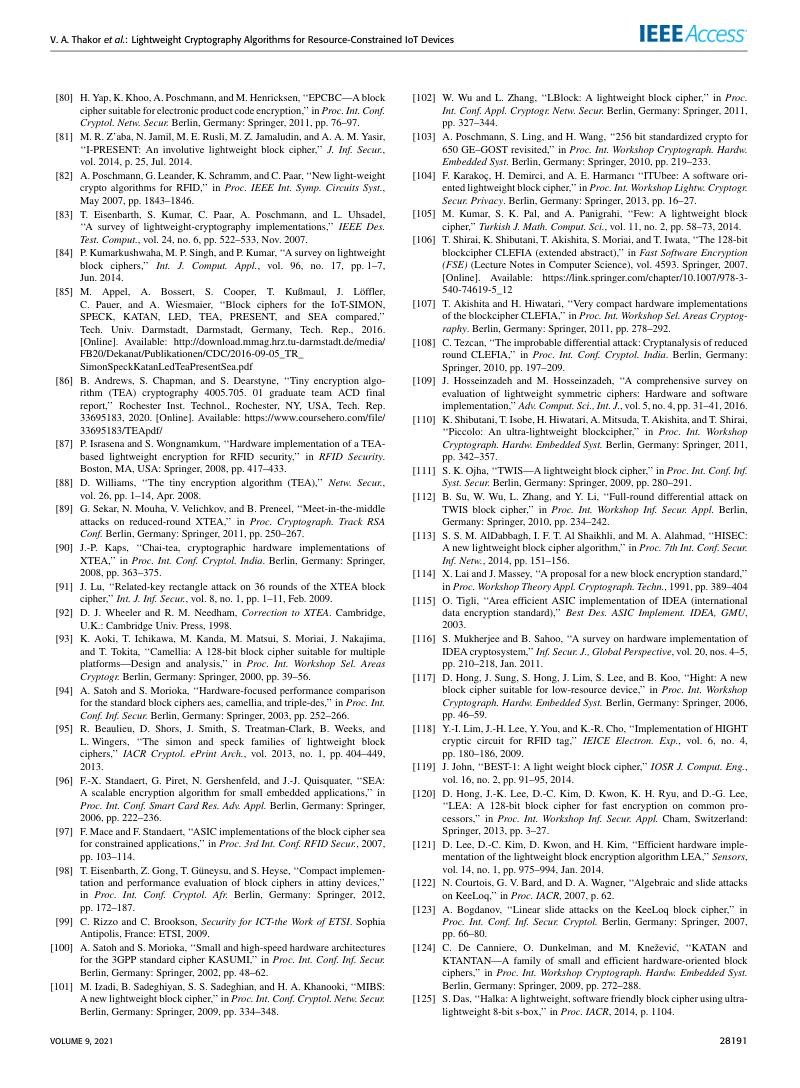 V. A. Thakor et al.: Lightweight Cryptography Algorithms for Resource-Constrained IoT Devices
IEEE Access
[80] H. Yap, K. Khoo, A. Poschmann, and M. Henricksen, ‘‘EPCBC—A block
cipher suitable for electronic product code encryption,’’ in Proc. Int. Conf.
Cryptol. Netw. Secur. Berlin, Germany: Springer, 2011, pp. 76–97.
[81] M. R. Z’aba, N. Jamil, M. E. Rusli, M. Z. Jamaludin, and A. A. M. Yasir,
‘‘I-PRESENT: An involutive lightweight block cipher,’’ J. Inf. Secur.,
vol. 2014, p. 25, Jul. 2014.
[82] A. Poschmann, G. Leander, K. Schramm, and C. Paar, ‘‘New light-weight
crypto algorithms for RFID,’’ in Proc. IEEE Int. Symp. Circuits Syst.,
May 2007, pp. 1843–1846.
[83] T. Eisenbarth, S. Kumar, C. Paar, A. Poschmann, and L. Uhsadel,
‘‘A survey of lightweight-cryptography implementations,’’ IEEE Des.
Test. Comput., vol. 24, no. 6, pp. 522–533, Nov. 2007.
[84] P. Kumarkushwaha, M. P. Singh, and P. Kumar, ‘‘A survey on lightweight
block ciphers,’’ Int. J. Comput. Appl., vol. 96, no. 17, pp. 1–7,
Jun. 2014.
[85] M. Appel, A. Bossert, S. Cooper, T. Kußmaul, J. Löffler,
C. Pauer, and A. Wiesmaier, ‘‘Block ciphers for the IoT-SIMON,
SPECK, KATAN, LED, TEA, PRESENT, and SEA compared,’’
Tech. Univ. Darmstadt, Darmstadt, Germany, Tech. Rep., 2016.
[Online]. Available: http://download.mmag.hrz.tu-darmstadt.de/media/
FB20/Dekanat/Publikationen/CDC/2016-09-05_TR_
SimonSpeckKatanLedTeaPresentSea.pdf
[86] B. Andrews, S. Chapman, and S. Dearstyne, ‘‘Tiny encryption algo-
rithm (TEA) cryptography 4005.705. 01 graduate team ACD final
report,’’ Rochester Inst. Technol., Rochester, NY, USA, Tech. Rep.
33695183, 2020. [Online]. Available: https://www.coursehero.com/file/
33695183/TEApdf/
[87] P. Israsena and S. Wongnamkum, ‘‘Hardware implementation of a TEA-
based lightweight encryption for RFID security,’’ in RFID Security.
Boston, MA, USA: Springer, 2008, pp. 417–433.
[88] D. Williams, ‘‘The tiny encryption algorithm (TEA),’’ Netw. Secur.,
vol. 26, pp. 1–14, Apr. 2008.
[89] G. Sekar, N. Mouha, V. Velichkov, and B. Preneel, ‘‘Meet-in-the-middle
attacks on reduced-round XTEA,’’ in Proc. Cryptograph. Track RSA
Conf. Berlin, Germany: Springer, 2011, pp. 250–267.
[90] J.-P. Kaps, ‘‘Chai-tea, cryptographic hardware implementations of
XTEA,’’ in Proc. Int. Conf. Cryptol. India. Berlin, Germany: Springer,
2008, pp. 363–375.
[91] J. Lu, ‘‘Related-key rectangle attack on 36 rounds of the XTEA block
cipher,’’ Int. J. Inf. Secur., vol. 8, no. 1, pp. 1–11, Feb. 2009.
[92] D. J. Wheeler and R. M. Needham, Correction to XTEA. Cambridge,
U.K.: Cambridge Univ. Press, 1998.
[93] K. Aoki, T. Ichikawa, M. Kanda, M. Matsui, S. Moriai, J. Nakajima,
and T. Tokita, ‘‘Camellia: A 128-bit block cipher suitable for multiple
platforms—Design and analysis,’’ in Proc. Int. Workshop Sel. Areas
Cryptogr. Berlin, Germany: Springer, 2000, pp. 39–56.
[94] A. Satoh and S. Morioka, ‘‘Hardware-focused performance comparison
for the standard block ciphers aes, camellia, and triple-des,’’ in Proc. Int.
Conf. Inf. Secur. Berlin, Germany: Springer, 2003, pp. 252–266.
[95] R. Beaulieu, D. Shors, J. Smith, S. Treatman-Clark, B. Weeks, and
L. Wingers, ‘‘The simon and speck families of lightweight block
ciphers,’’ IACR Cryptol. ePrint Arch., vol. 2013, no. 1, pp. 404–449,
2013.
[96] F.-X. Standaert, G. Piret, N. Gershenfeld, and J.-J. Quisquater, ‘‘SEA:
A scalable encryption algorithm for small embedded applications,’’ in
Proc. Int. Conf. Smart Card Res. Adv. Appl. Berlin, Germany: Springer,
2006, pp. 222–236.
[97] F. Mace and F. Standaert, ‘‘ASIC implementations of the block cipher sea
for constrained applications,’’ in Proc. 3rd Int. Conf. RFID Secur., 2007,
pp. 103–114.
[98] T. Eisenbarth, Z. Gong, T. Güneysu, and S. Heyse, ‘‘Compact implemen-
tation and performance evaluation of block ciphers in attiny devices,’’
in Proc. Int. Conf. Cryptol. Afr. Berlin, Germany: Springer, 2012,
pp. 172–187.
[99] C. Rizzo and C. Brookson, Security for ICT-the Work of ETSI. Sophia
Antipolis, France: ETSI, 2009.
[100] A. Satoh and S. Morioka, ‘‘Small and high-speed hardware architectures
for the 3GPP standard cipher KASUMI,’’ in Proc. Int. Conf. Inf. Secur.
Berlin, Germany: Springer, 2002, pp. 48–62.
[101] M. Izadi, B. Sadeghiyan, S. S. Sadeghian, and H. A. Khanooki, ‘‘MIBS:
A new lightweight block cipher,’’ in Proc. Int. Conf. Cryptol. Netw. Secur.
Berlin, Germany: Springer, 2009, pp. 334–348.
[102] W. Wu and L. Zhang, ‘‘LBlock: A lightweight block cipher,’’ in Proc.
Int. Conf. Appl. Cryptogr. Netw. Secur. Berlin, Germany: Springer, 2011,
pp. 327–344.
[103] A. Poschmann, S. Ling, and H. Wang, ‘‘256 bit standardized crypto for
650 GE–GOST revisited,’’ in Proc. Int. Workshop Cryptograph. Hardw.
Embedded Syst. Berlin, Germany: Springer, 2010, pp. 219–233.
[104] F. Karakoç, H. Demirci, and A. E. Harmancı ‘‘ITUbee: A software ori-
ented lightweight block cipher,’’ in Proc. Int. Workshop Lightw. Cryptogr.
Secur. Privacy. Berlin, Germany: Springer, 2013, pp. 16–27.
[105] M. Kumar, S. K. Pal, and A. Panigrahi, ‘‘Few: A lightweight block
cipher,’’ Turkish J. Math. Comput. Sci., vol. 11, no. 2, pp. 58–73, 2014.
[106] T. Shirai, K. Shibutani, T. Akishita, S. Moriai, and T. Iwata, ‘‘The 128-bit
blockcipher CLEFIA (extended abstract),’’ in Fast Software Encryption
(FSE) (Lecture Notes in Computer Science), vol. 4593. Springer, 2007.
[Online]. Available: https://link.springer.com/chapter/10.1007/978-3-
540-74619-5_12
[107] T. Akishita and H. Hiwatari, ‘‘Very compact hardware implementations
of the blockcipher CLEFIA,’’ in Proc. Int. Workshop Sel. Areas Cryptog-
raphy. Berlin, Germany: Springer, 2011, pp. 278–292.
[108] C. Tezcan, ‘‘The improbable differential attack: Cryptanalysis of reduced
round CLEFIA,’’ in Proc. Int. Conf. Cryptol. India. Berlin, Germany:
Springer, 2010, pp. 197–209.
[109] J. Hosseinzadeh and M. Hosseinzadeh, ‘‘A comprehensive survey on
evaluation of lightweight symmetric ciphers: Hardware and software
implementation,’’ Adv. Comput. Sci., Int. J., vol. 5, no. 4, pp. 31–41, 2016.
[110] K. Shibutani, T. Isobe, H. Hiwatari, A. Mitsuda, T. Akishita, and T. Shirai,
‘‘Piccolo: An ultra-lightweight blockcipher,’’ in Proc. Int. Workshop
Cryptograph. Hardw. Embedded Syst. Berlin, Germany: Springer, 2011,
pp. 342–357.
[111] S. K. Ojha, ‘‘TWIS—A lightweight block cipher,’’ in Proc. Int. Conf. Inf.
Syst. Secur. Berlin, Germany: Springer, 2009, pp. 280–291.
[112] B. Su, W. Wu, L. Zhang, and Y. Li, ‘‘Full-round differential attack on
TWIS block cipher,’’ in Proc. Int. Workshop Inf. Secur. Appl. Berlin,
Germany: Springer, 2010, pp. 234–242.
[113] S. S. M. AlDabbagh, I. F. T. Al Shaikhli, and M. A. Alahmad, ‘‘HISEC:
A new lightweight block cipher algorithm,’’ in Proc. 7th Int. Conf. Secur.
Inf. Netw., 2014, pp. 151–156.
[114] X. Lai and J. Massey, ‘‘A proposal for a new block encryption standard,’’
in Proc. Workshop Theory Appl. Cryptograph. Techn., 1991, pp. 389–404
[115] O. Tigli, ‘‘Area efficient ASIC implementation of IDEA (international
data encryption standard),’’ Best Des. ASIC Implement. IDEA, GMU,
2003.
[116] S. Mukherjee and B. Sahoo, ‘‘A survey on hardware implementation of
IDEA cryptosystem,’’ Inf. Secur. J., Global Perspective, vol. 20, nos. 4–5,
pp. 210–218, Jan. 2011.
[117] D. Hong, J. Sung, S. Hong, J. Lim, S. Lee, and B. Koo, ‘‘Hight: A new
block cipher suitable for low-resource device,’’ in Proc. Int. Workshop
Cryptograph. Hardw. Embedded Syst. Berlin, Germany: Springer, 2006,
pp. 46–59.
[118] Y.-I. Lim, J.-H. Lee, Y. You, and K.-R. Cho, ‘‘Implementation of HIGHT
cryptic circuit for RFID tag,’’ IEICE Electron. Exp., vol. 6, no. 4,
pp. 180–186, 2009.
[119] J. John, ‘‘BEST-1: A light weight block cipher,’’ IOSR J. Comput. Eng.,
vol. 16, no. 2, pp. 91–95, 2014.
[120] D. Hong, J.-K. Lee, D.-C. Kim, D. Kwon, K. H. Ryu, and D.-G. Lee,
‘‘LEA: A 128-bit block cipher for fast encryption on common pro-
cessors,’’ in Proc. Int. Workshop Inf. Secur. Appl. Cham, Switzerland:
Springer, 2013, pp. 3–27.
[121] D. Lee, D.-C. Kim, D. Kwon, and H. Kim, ‘‘Efficient hardware imple-
mentation of the lightweight block encryption algorithm LEA,’’ Sensors,
vol. 14, no. 1, pp. 975–994, Jan. 2014.
[122] N. Courtois, G. V. Bard, and D. A. Wagner, ‘‘Algebraic and slide attacks
on KeeLoq,’’ in Proc. IACR, 2007, p. 62.
[123] A. Bogdanov, ‘‘Linear slide attacks on the KeeLoq block cipher,’’ in
Proc. Int. Conf. Inf. Secur. Cryptol. Berlin, Germany: Springer, 2007,
pp. 66–80.
[124] C. De Canniere, O. Dunkelman, and M. Knežević, ‘‘KATAN and
KTANTAN—A family of small and efficient hardware-oriented block
ciphers,’’ in Proc. Int. Workshop Cryptograph. Hardw. Embedded Syst.
Berlin, Germany: Springer, 2009, pp. 272–288.
[125] S. Das, ‘‘Halka: A lightweight, software friendly block cipher using ultra-
lightweight 8-bit s-box,’’ in Proc. IACR, 2014, p. 1104.
VOLUME 9, 2021
28191